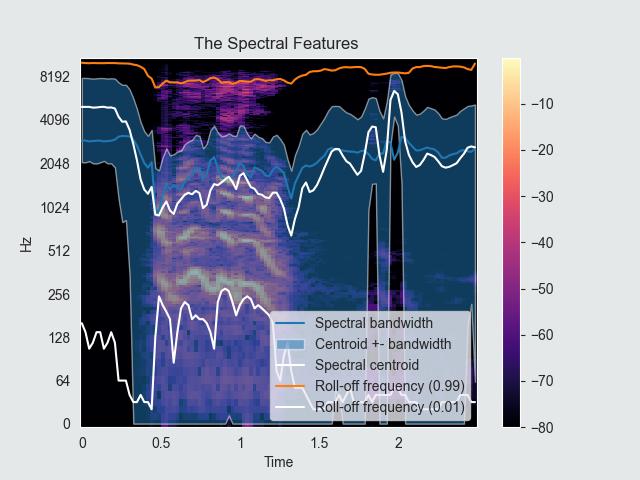 The Spectral Features
8192
4096
2048
1024
512
256
128
64
0
Hz
0
0.5
1
1.5
2
Time
Spectral bandwidth
Centroid +- bandwidth
Spectral centroid
Roll-off frequency (0.99)
Roll-off frequency (0.01)
−10
−20
−30
−40
−50
−60
−70
−80